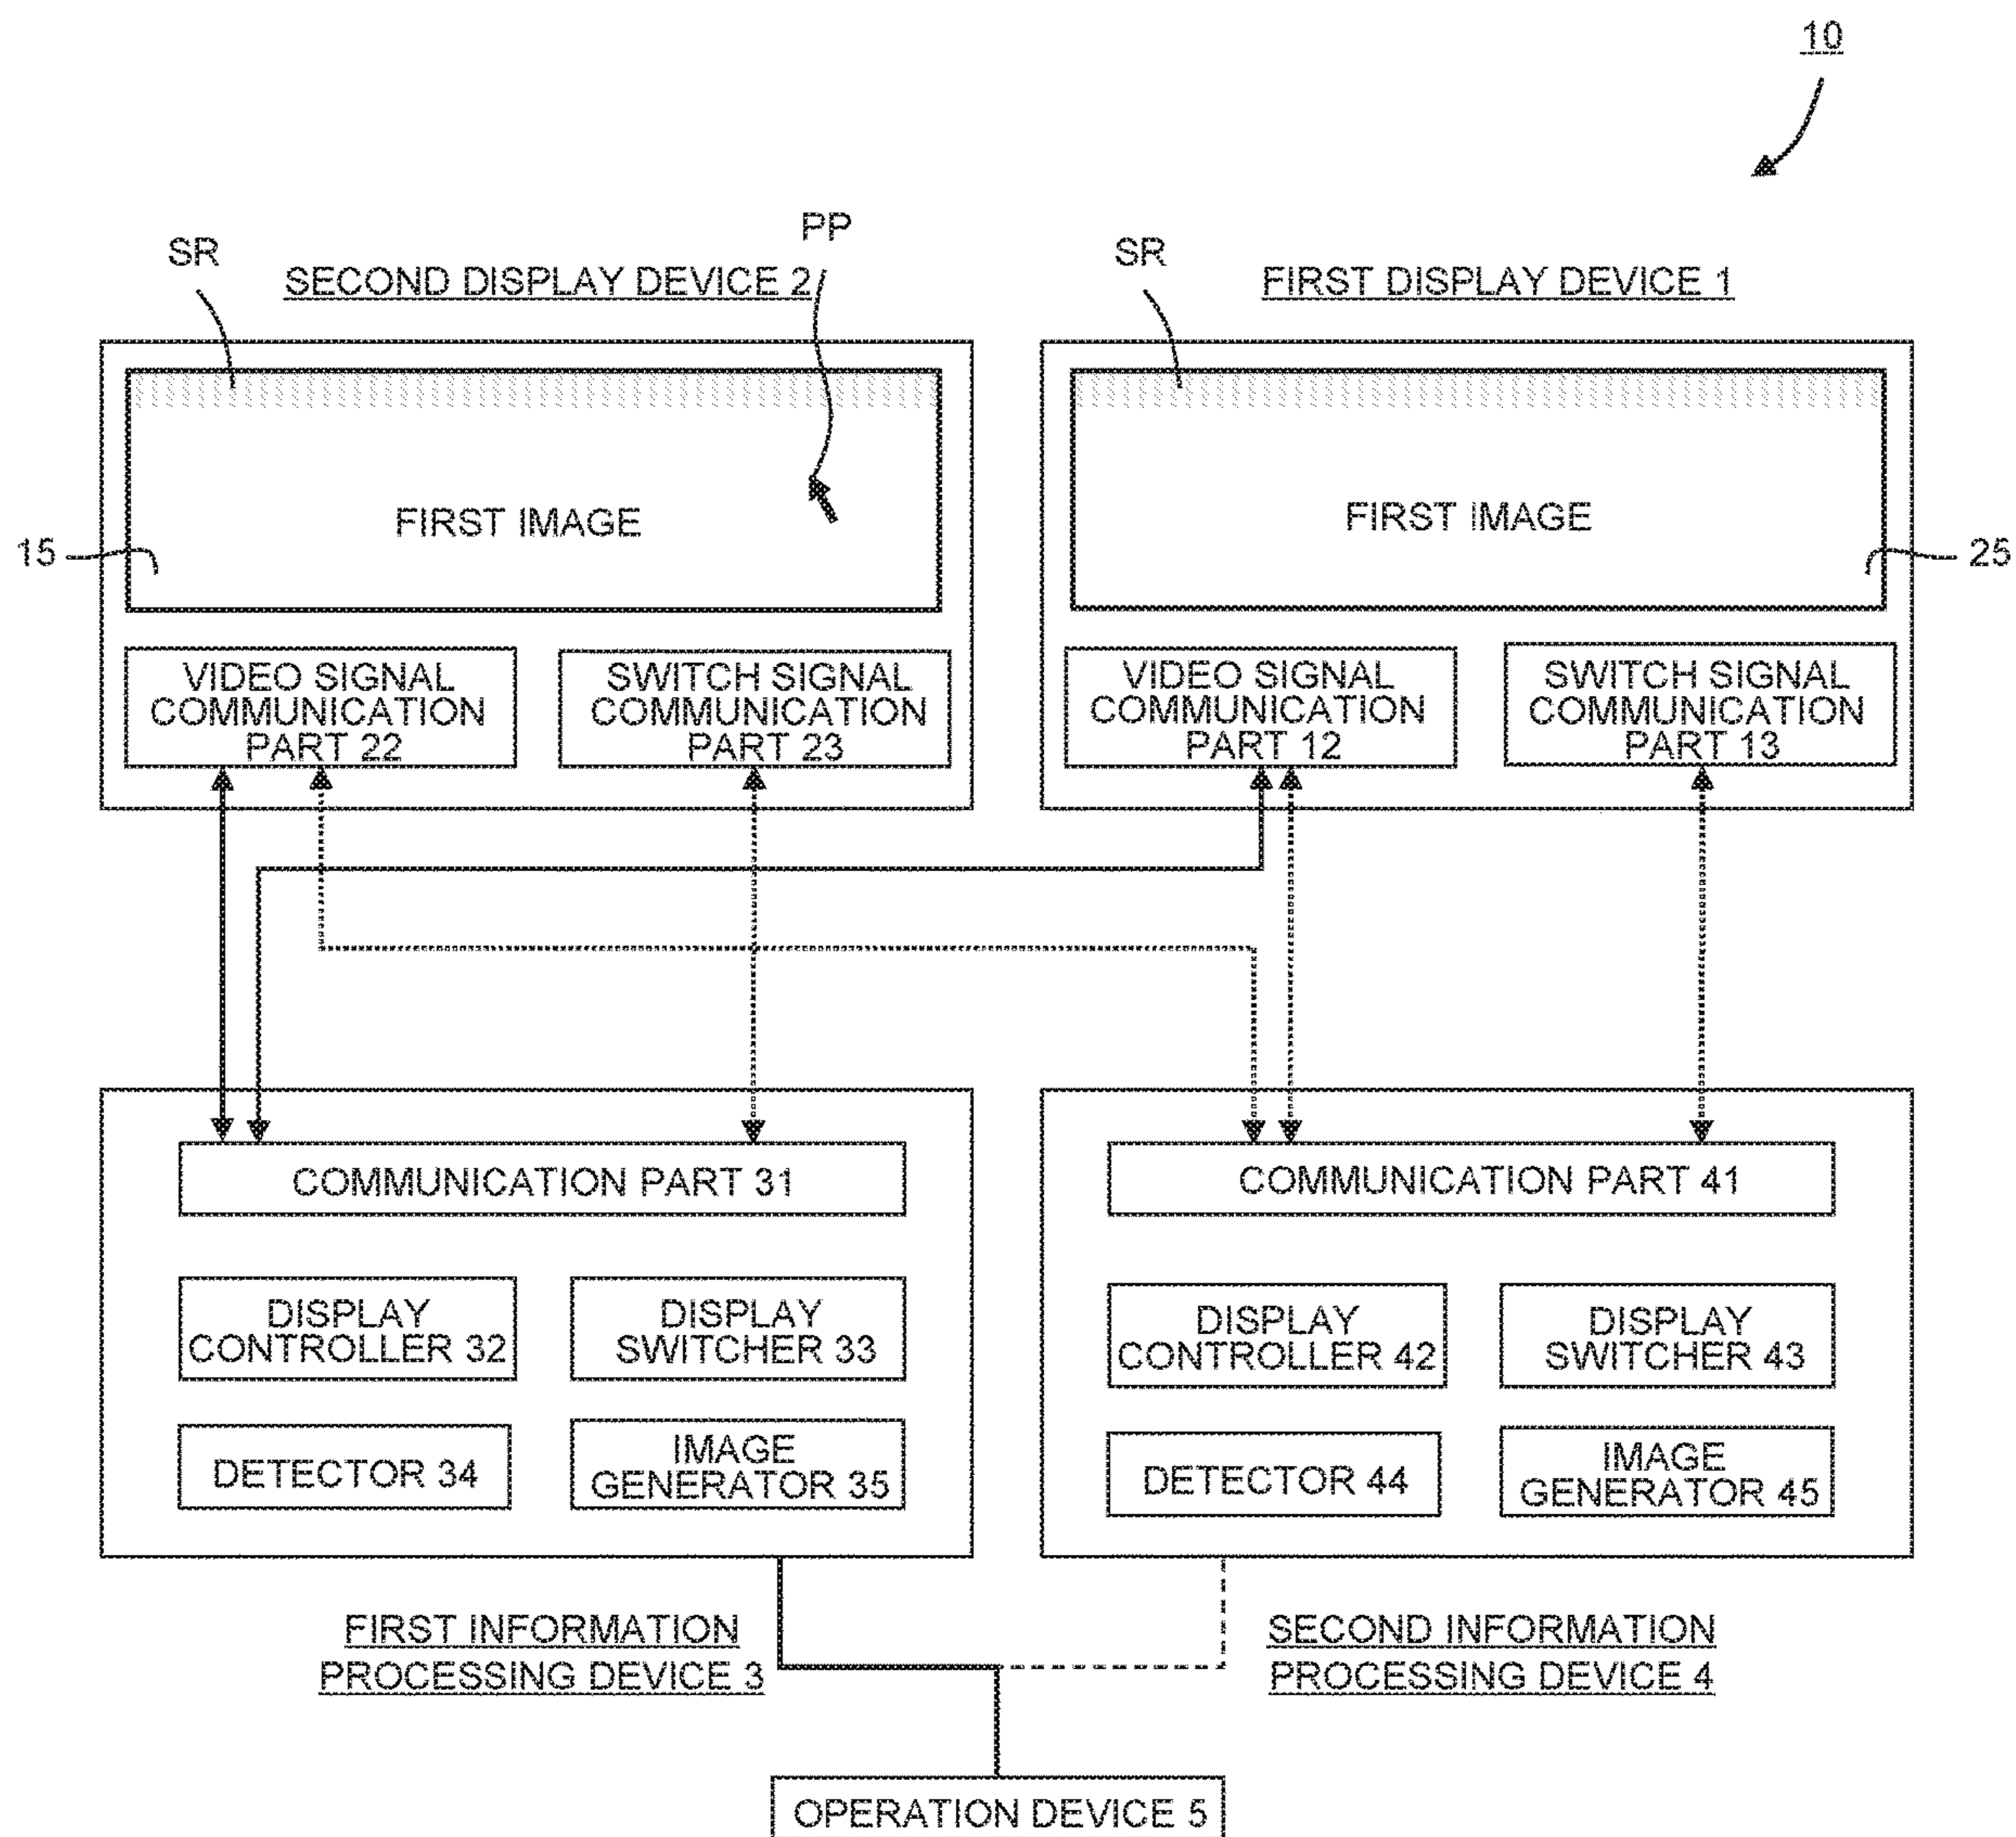 10
PP
SR
SECOND DISPLAY DEVICE 2
SR
FIRST DISPLAY DEVICE 1
FIRST IMAGE
FIRST IMAGE
15
25
VIDEO SIGNAL
COMMUNICATION
PART 22
SWITCH SIGNAL
COMMUNICATION
PART 23
VIDEO SIGNAL
COMMUNICATION
PART 12
SWITCH SIGNAL
COMMUNICATION
PART 13
COMMUNICATION PART 31
COMMUNICATION PART 41
DISPLAY
CONTROLLER 32
DISPLAY
SWITCHER 33
DISPLAY
CONTROLLER 42
DISPLAY
SWITCHER 43
DETECTOR 34
IMAGE
GENERATOR 35
DETECTOR 44
IMAGE
GENERATOR 45
FIRST INFORMATION
PROCESSING DEVICE 3
SECOND INFORMATION
PROCESSING DEVICE 4
OPERATION DEVICE 5